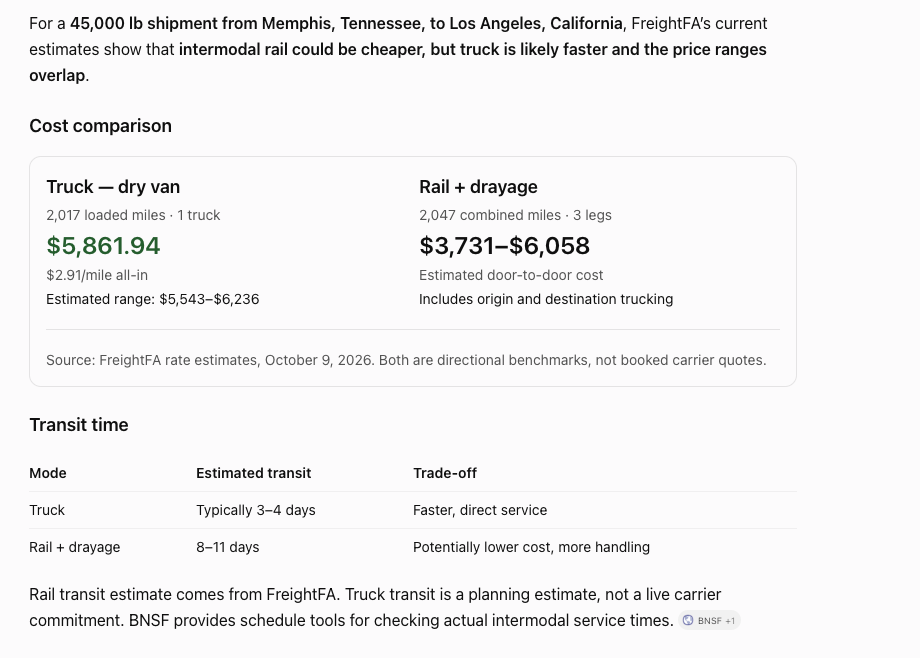 For a 45,000 lb shipment from Memphis, Tennessee, to Los Angeles, California, FreightFA's current
estimates show that intermodal rail could be cheaper, but truck is likely faster and the price ranges
overlap.
Cost comparison
Truck — dry van
2,017 loaded miles · 1 truck
$5,861.94
$2.91/mile all-in
Estimated range: $5,543–$6,236
Rail + drayage
2,047 combined miles · 3 legs
$3,731–$6,058
Estimated door-to-door cost
Includes origin and destination trucking
Source: FreightFA rate estimates, October 9, 2026. Both are directional benchmarks, not booked carrier quotes.
Transit time
Mode Estimated transit Trade-off
Truck Typically 3–4 days Faster, direct service
Rail + drayage 8–11 days Potentially lower cost, more handling
Rail transit estimate comes from FreightFA. Truck transit is a planning estimate, not a live carrier
commitment. BNSF provides schedule tools for checking actual intermodal service times. BNSF +1